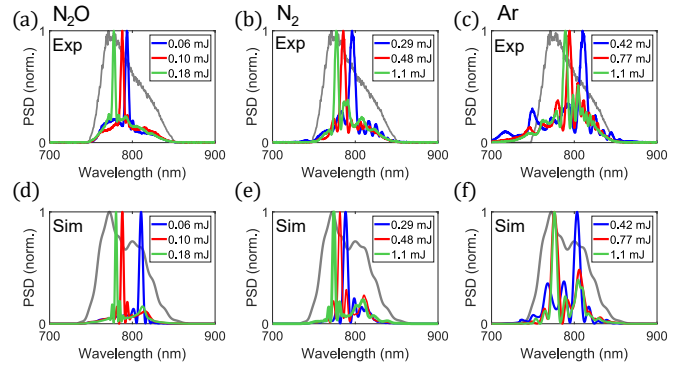 (a) N₂O (b) N₂ (c) Ar
1 Exp 0.06 mJ 0.10 mJ 0.18 mJ
1 Exp 0.29 mJ 0.48 mJ 1.1 mJ
1 Exp 0.42 mJ 0.77 mJ 1.1 mJ
PSD (norm.) PSD (norm.) PSD (norm.)
0 0 0
700 800 900 700 800 900 700 800 900
Wavelength (nm) Wavelength (nm) Wavelength (nm)
(d) (e) (f)
1 Sim 0.06 mJ 0.10 mJ 0.18 mJ
1 Sim 0.29 mJ 0.48 mJ 1.1 mJ
1 Sim 0.42 mJ 0.77 mJ 1.1 mJ
PSD (norm.) PSD (norm.) PSD (norm.)
0 0 0
700 800 900 700 800 900 700 800 900
Wavelength (nm) Wavelength (nm) Wavelength (nm)